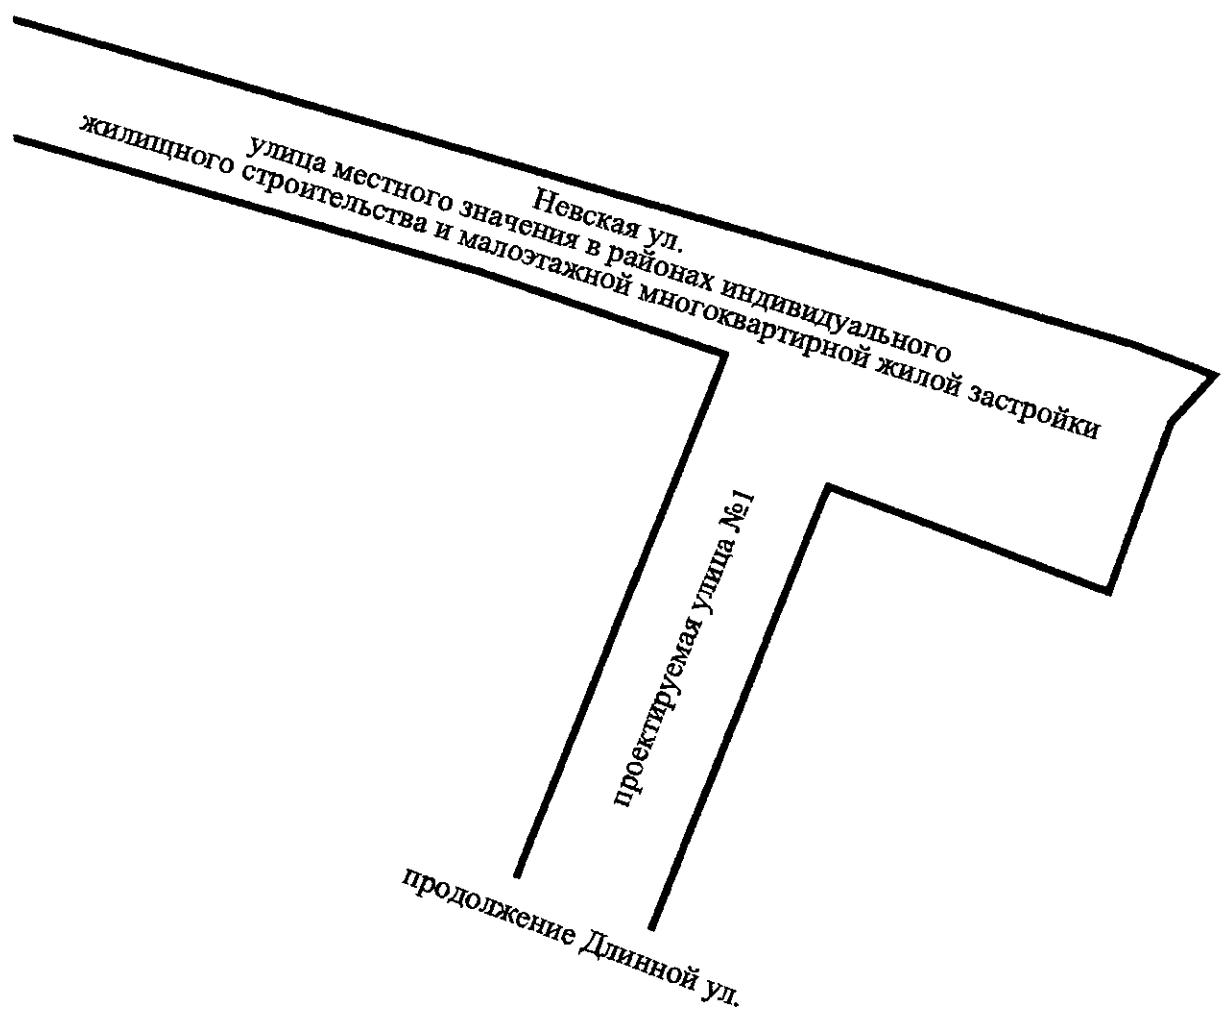 Невская ул.
улица местного значения в районах индивидуального
жилищного строительства и малоэтажной многоквартирной жилой застройки
проектируемая улица №1
продолжение Длинной ул.